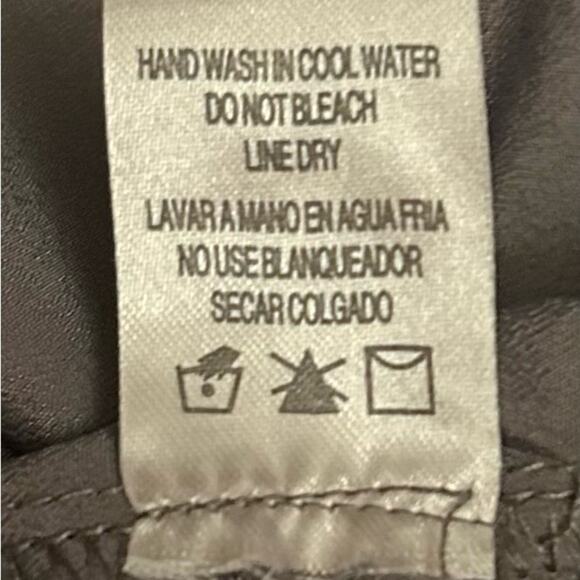 HAND WASH IN COOL WATER
DO NOT BLEACH
LINE DRY
LAVAR A MANO EN AGUA FRIA
NO USE BLANQUEADOR
SECAR COLGADO